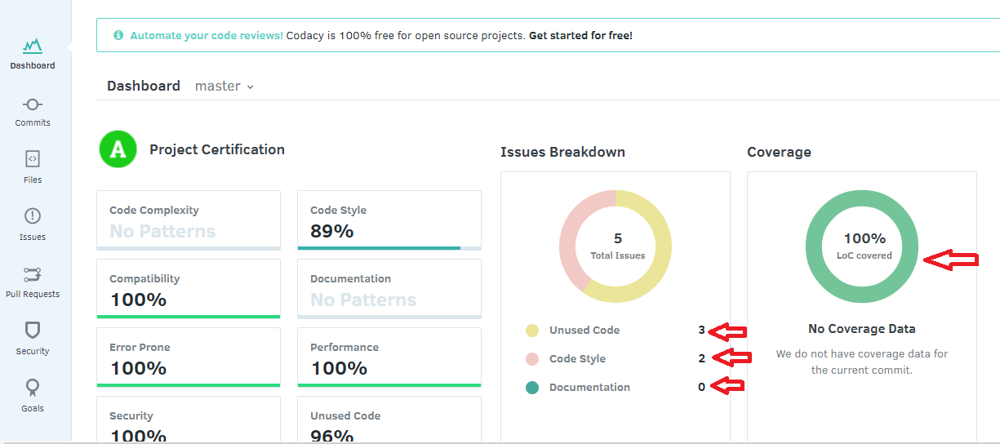 Automate your code reviews! Codacy is 100% free for open source projects. Get started for free!
Dashboard
Commits
Files
Issues
Pull Requests
Security
Goals
Dashboard master
A Project Certification
Code Complexity
No Patterns
Code Style
89%
Compatibility
100%
Documentation
No Patterns
Error Prone
100%
Performance
100%
Security
100%
Unused Code
96%
Issues Breakdown
5
Total Issues
Unused Code 3
Code Style 2
Documentation 0
Coverage
100%
LoC covered
No Coverage Data
We do not have coverage data for
the current commit.